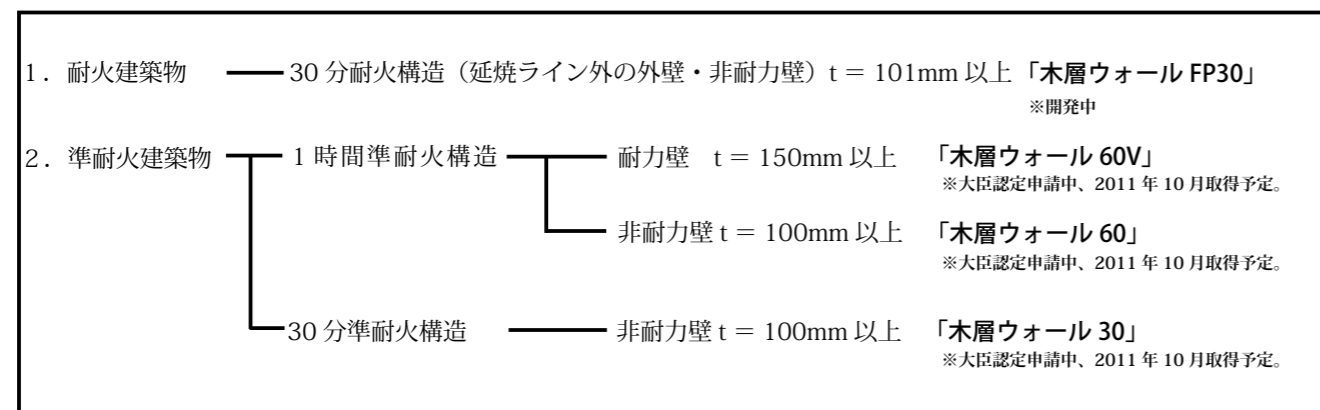 1．耐火建築物 30 分耐火構造（延焼ライン外の外壁・非耐力壁）t ＝ 101mm 以上「木層ウォール FP30」
※開発中
2．準耐火建築物 1 時間準耐火構造 耐力壁　t ＝ 150mm 以上 「木層ウォール 60V」
※大臣認定申請中、2011 年 10 月取得予定。
非耐力壁 t ＝ 100mm 以上 「木層ウォール 60」
※大臣認定申請中、2011 年 10 月取得予定。
30 分準耐火構造 非耐力壁 t ＝ 100mm 以上 「木層ウォール 30」
※大臣認定申請中、2011 年 10 月取得予定。